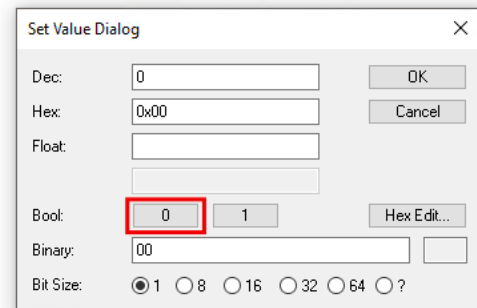 Set Value Dialog
Dec: 0 OK
Hex: 0x00 Cancel
Float:
Bool: 0 1 Hex Edit...
Binary: 00
Bit Size: 1 8 16 32 64 ?